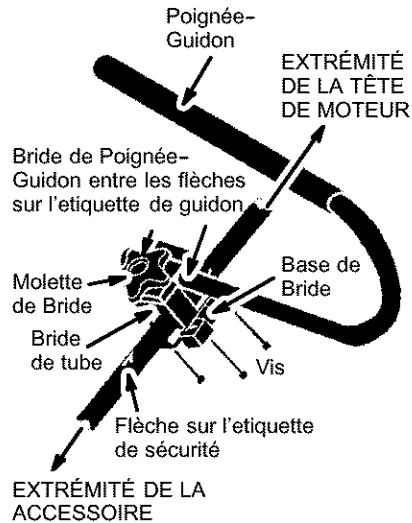 Poignée-
Guidon
EXTRÉMITÉ
DE LA TÊTE
DE MOTEUR
Bride de Poignée-
Guidon entre les flèches
sur l'etiquette de guidon
Molette
de Bride
Base de
Bride
Bride
de tube
Vis
Flèche sur l'etiquette
de sécurité
EXTRÉMITÉ DE LA
ACCESSOIRE